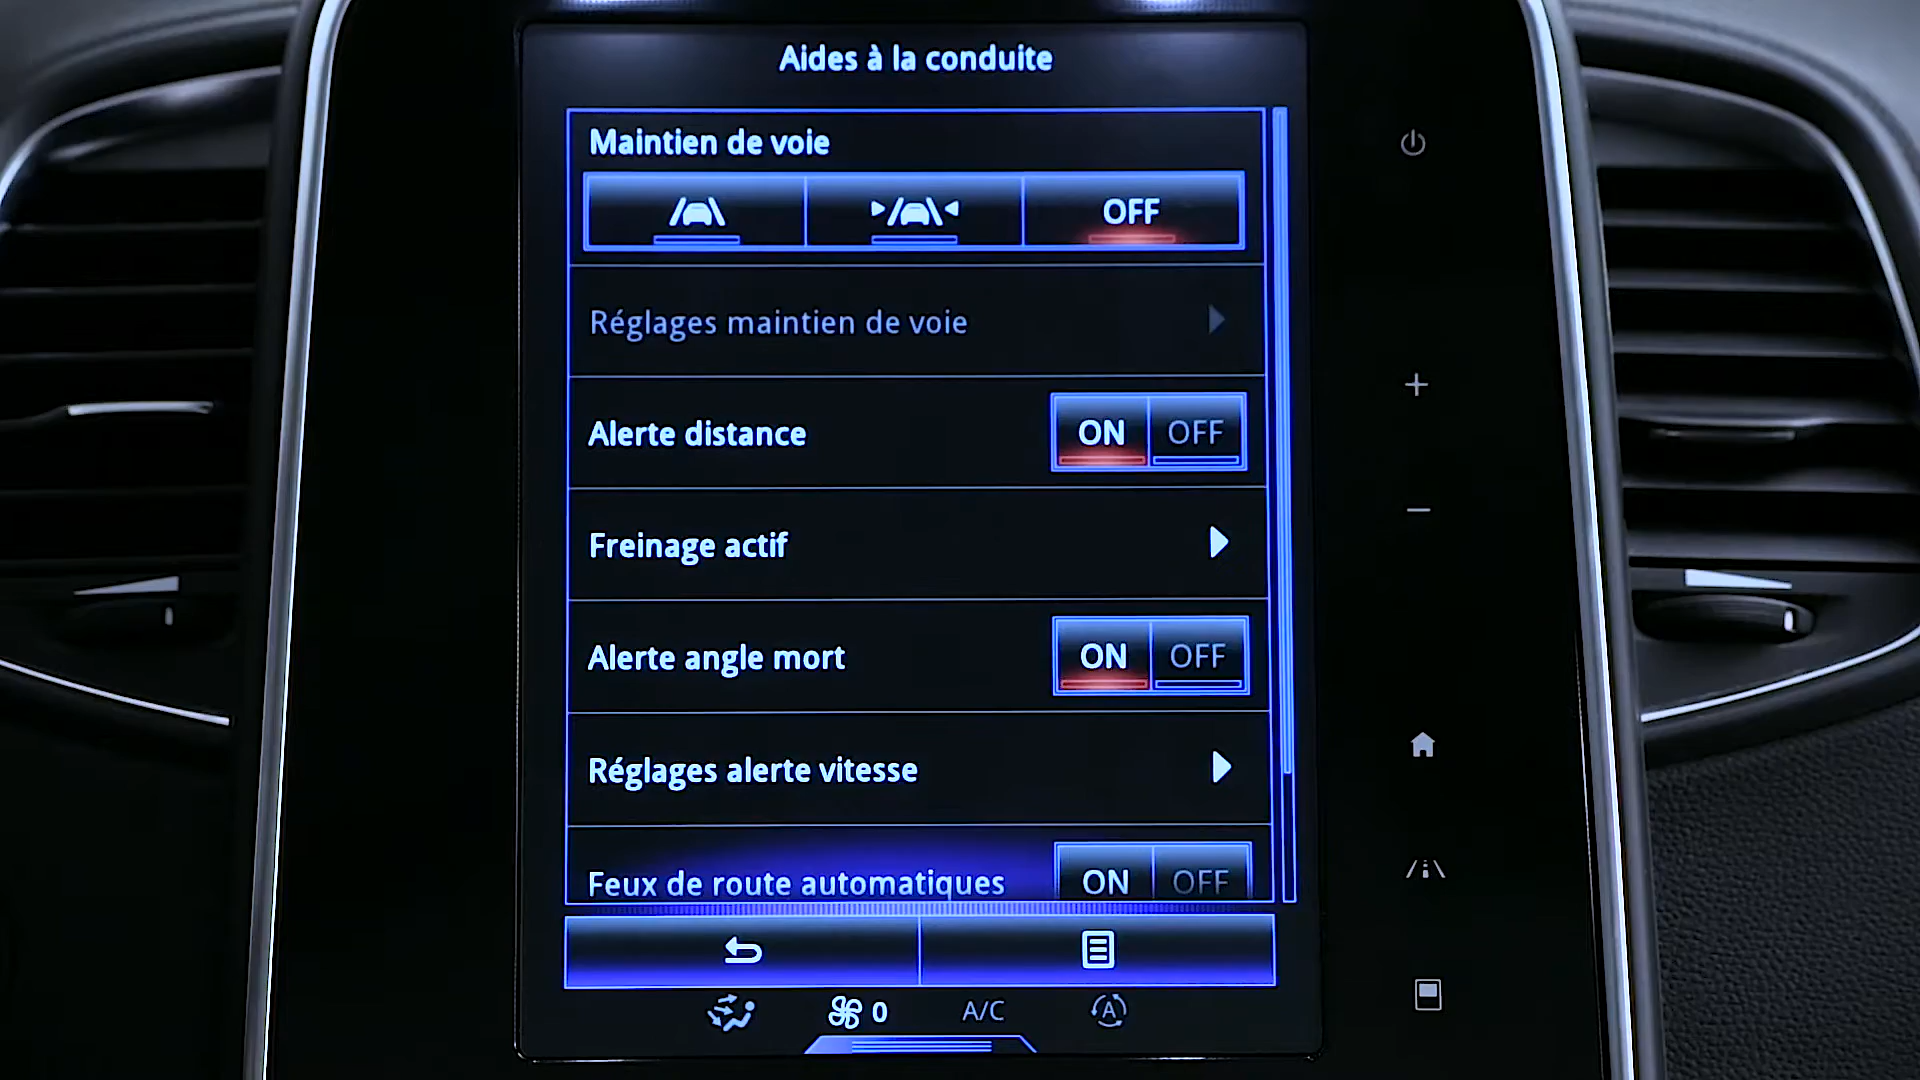 Aides à la conduite
Maintien de voie
OFF
Réglages maintien de voie
Alerte distance ON OFF
Freinage actif
Alerte angle mort ON OFF
Réglages alerte vitesse
Feux de route automatiques ON OFF
0 A/C A